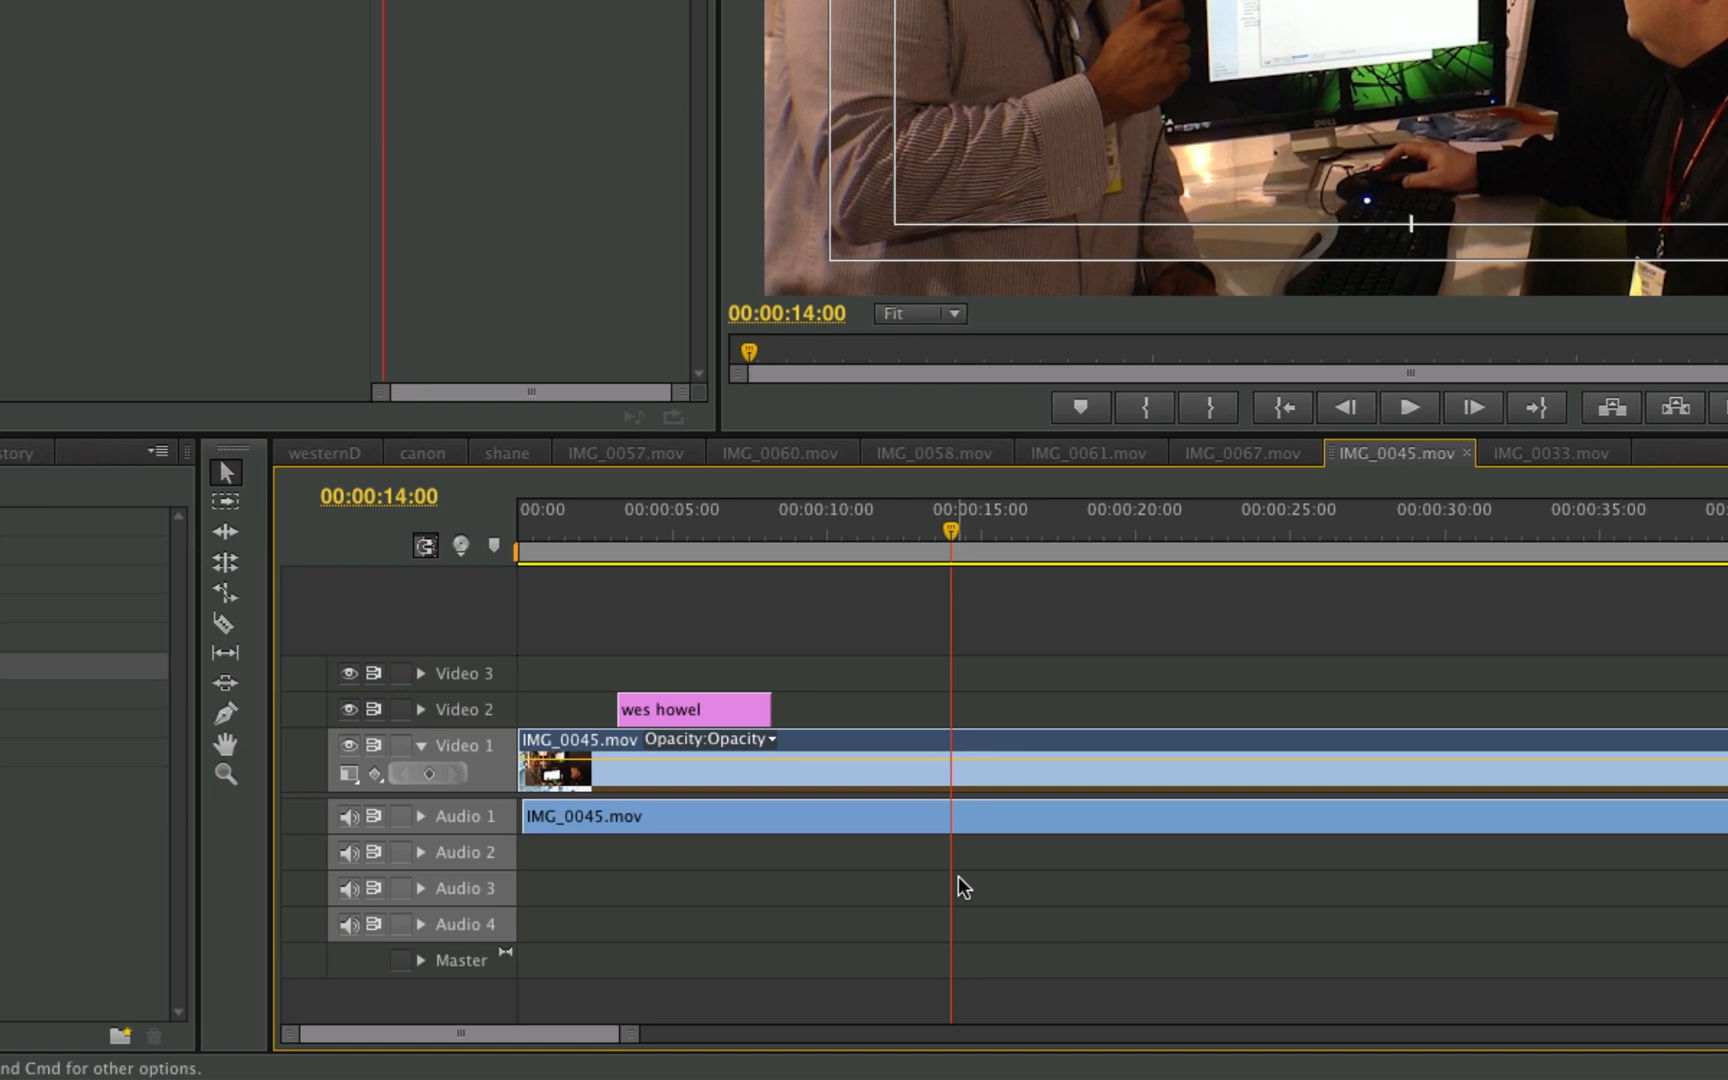 DELL
00:00:14:00 Fit
tory westernD canon shane IMG_0057.mov IMG_0060.mov IMG_0058.mov IMG_0061.mov IMG_0067.mov IMG_0045.mov × IMG_0033.mov
00:00:14:00
00:00 00:00:05:00 00:00:10:00 00:00:15:00 00:00:20:00 00:00:25:00 00:00:30:00 00:00:35:00 00:
Video 3
Video 2 wes howel
Video 1 IMG_0045.mov Opacity:Opacity
Audio 1 IMG_0045.mov
Audio 2
Audio 3
Audio 4
Master
nd Cmd for other options.